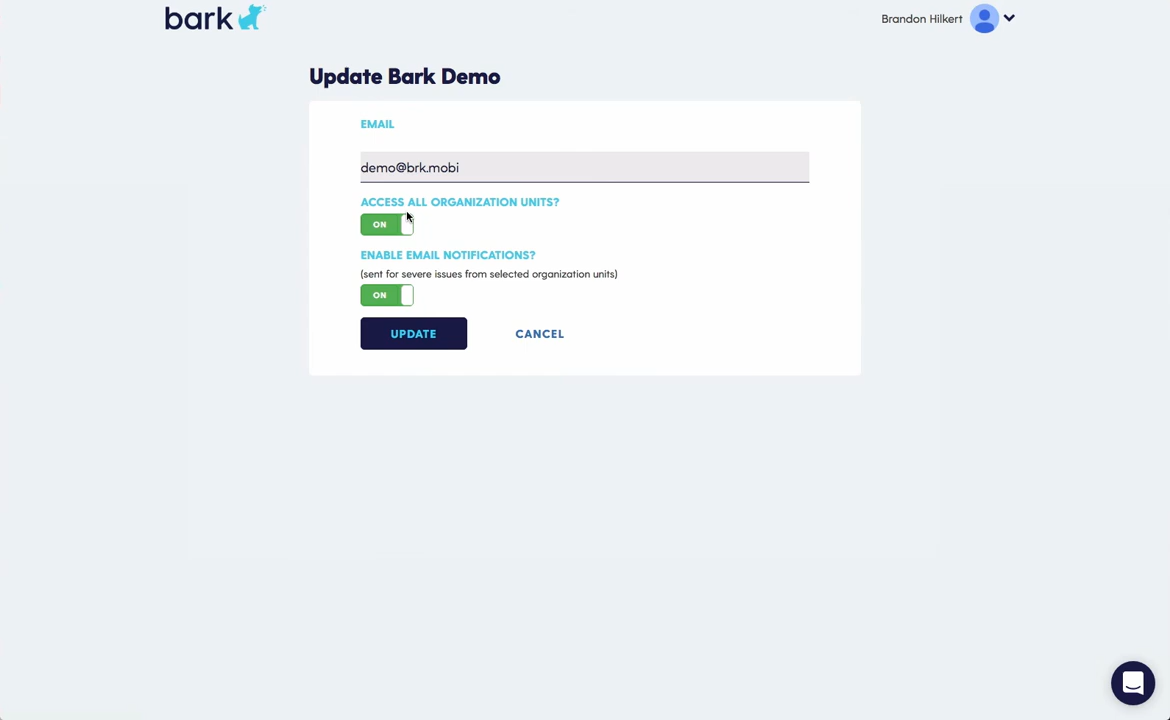 bark
Brandon Hilkert
Update Bark Demo
EMAIL
demo@brk.mobi
ACCESS ALL ORGANIZATION UNITS?
ON
ENABLE EMAIL NOTIFICATIONS?
(sent for severe issues from selected organization units)
ON
UPDATE CANCEL